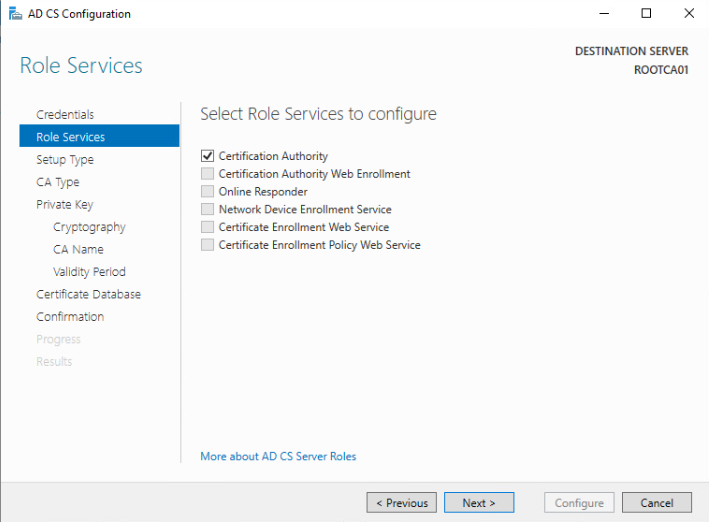 AD CS Configuration
DESTINATION SERVER
ROOTCA01
Role Services
Credentials
Role Services
Setup Type
CA Type
Private Key
Cryptography
CA Name
Validity Period
Certificate Database
Confirmation
Progress
Results
Select Role Services to configure
Certification Authority
Certification Authority Web Enrollment
Online Responder
Network Device Enrollment Service
Certificate Enrollment Web Service
Certificate Enrollment Policy Web Service
More about AD CS Server Roles
< Previous
Next >
Configure
Cancel